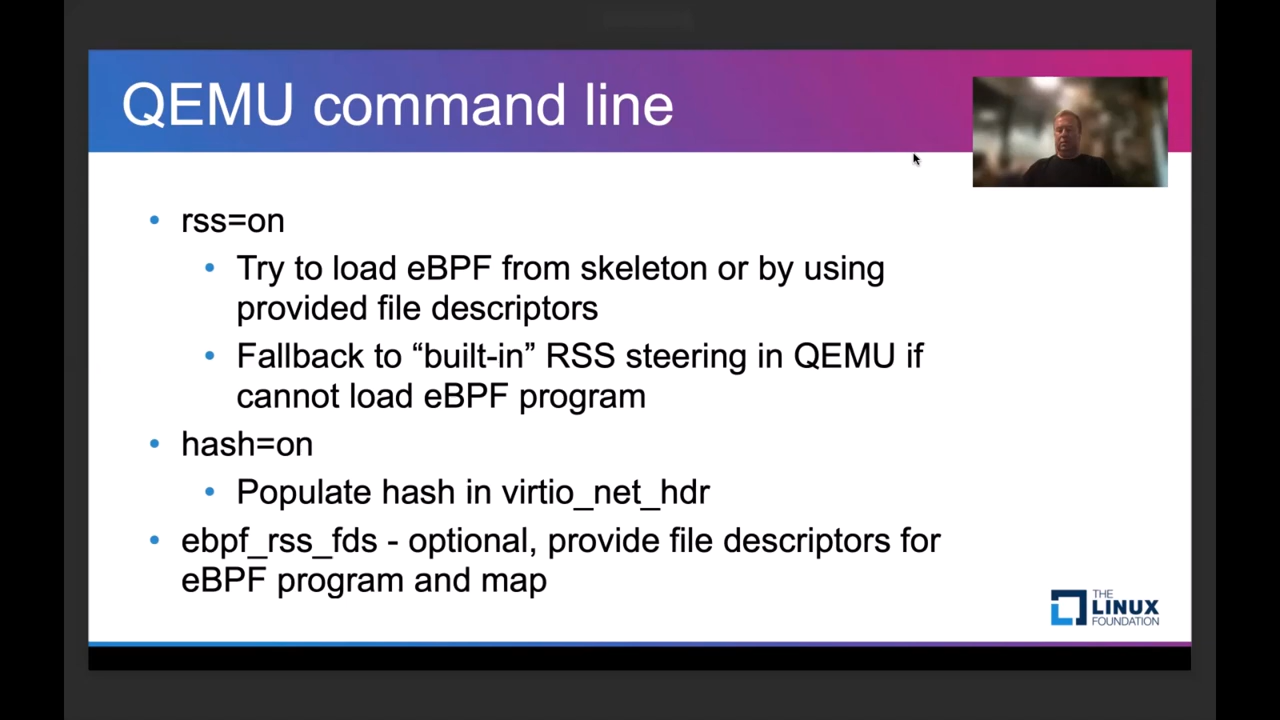 QEMU command line
• rss=on
• Try to load eBPF from skeleton or by using
provided file descriptors
• Fallback to “built-in” RSS steering in QEMU if
cannot load eBPF program
• hash=on
• Populate hash in virtio_net_hdr
• ebpf_rss_fds - optional, provide file descriptors for
eBPF program and map
THE
LINUX
FOUNDATION